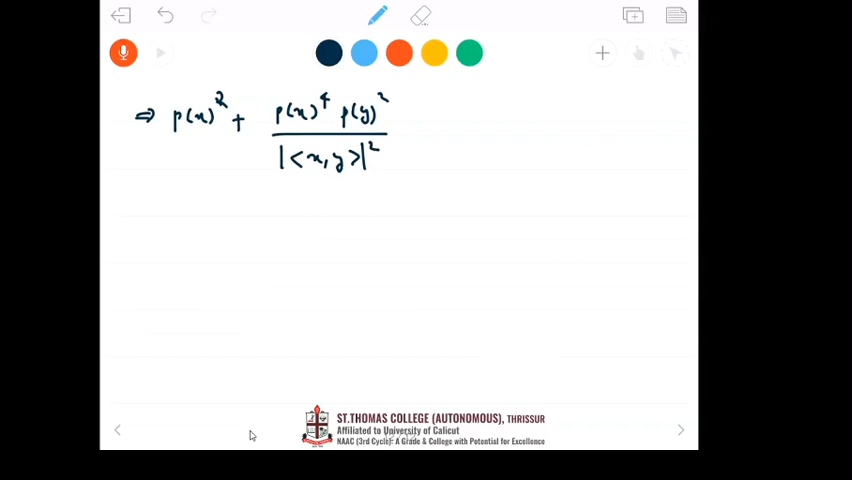 ⇒ p(x)² + p(x)⁴ p(y)² / |<x,y>|²
ST.THOMAS COLLEGE (AUTONOMOUS), THRISSUR
Affiliated to University of Calicut
NAAC (3rd Cycle): A Grade & College with Potential for Excellence